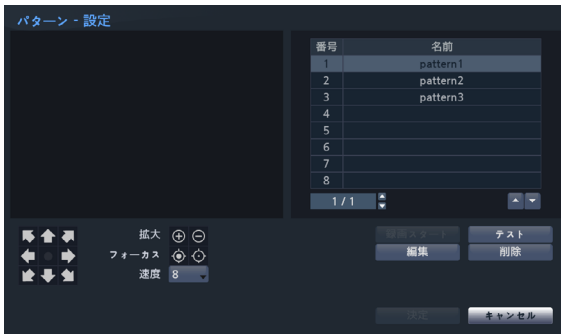 パターン - 設定
番号 名前
1 pattern1
2 pattern2
3 pattern3
4
5
6
7
8
1 / 1
拡大
フォーカス
速度 8
録画スタート テスト
編集 削除
決定 キャンセル